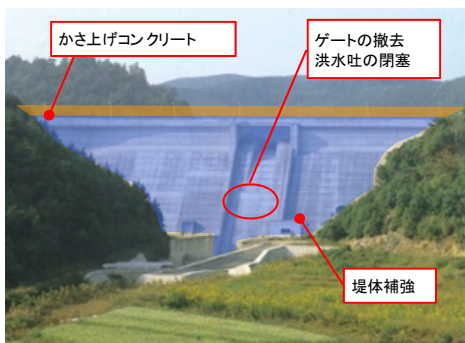 かさ上げコンクリート
ゲートの撤去
洪水吐の閉塞
堤体補強